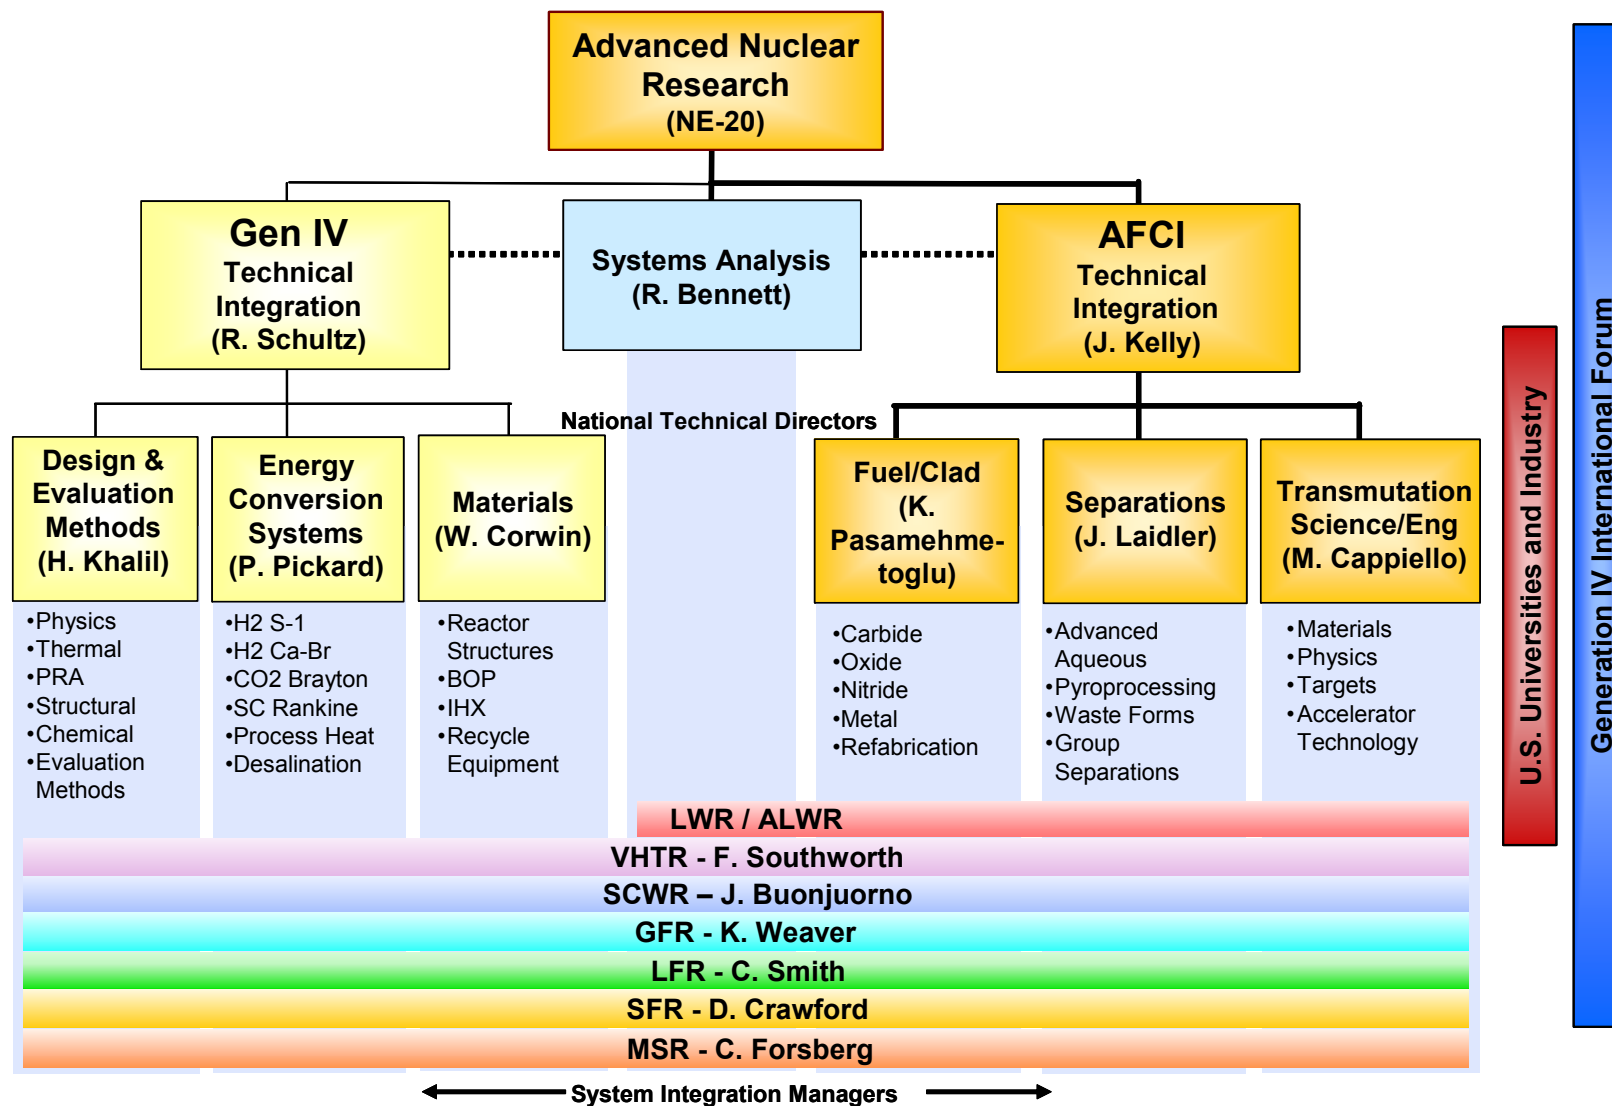 Advanced Nuclear
Research
(NE-20)
Gen IV
Technical
Integration
(R. Schultz)
Systems Analysis
(R. Bennett)
AFCI
Technical
Integration
(J. Kelly)
National Technical Directors
Design &
Evaluation
Methods
(H. Khalil)
Energy
Conversion
Systems
(P. Pickard)
Materials
(W. Corwin)
Fuel/Clad
(K.
Pasamehme-
toglu)
Separations
(J. Laidler)
Transmutation
Science/Eng
(M. Cappiello)
•Physics
•Thermal
•PRA
•Structural
•Chemical
•Evaluation
Methods
•H2 S-1
•H2 Ca-Br
•CO2 Brayton
•SC Rankine
•Process Heat
•Desalination
•Reactor
Structures
•BOP
•IHX
•Recycle
Equipment
•Carbide
•Oxide
•Nitride
•Metal
•Refabrication
•Advanced
Aqueous
•Pyroprocessing
•Waste Forms
•Group
Separations
•Materials
•Physics
•Targets
•Accelerator
Technology
LWR / ALWR
VHTR - F. Southworth
SCWR – J. Buonjuorno
GFR - K. Weaver
LFR - C. Smith
SFR - D. Crawford
MSR - C. Forsberg
System Integration Managers
U.S. Universities and Industry
Generation IV International Forum